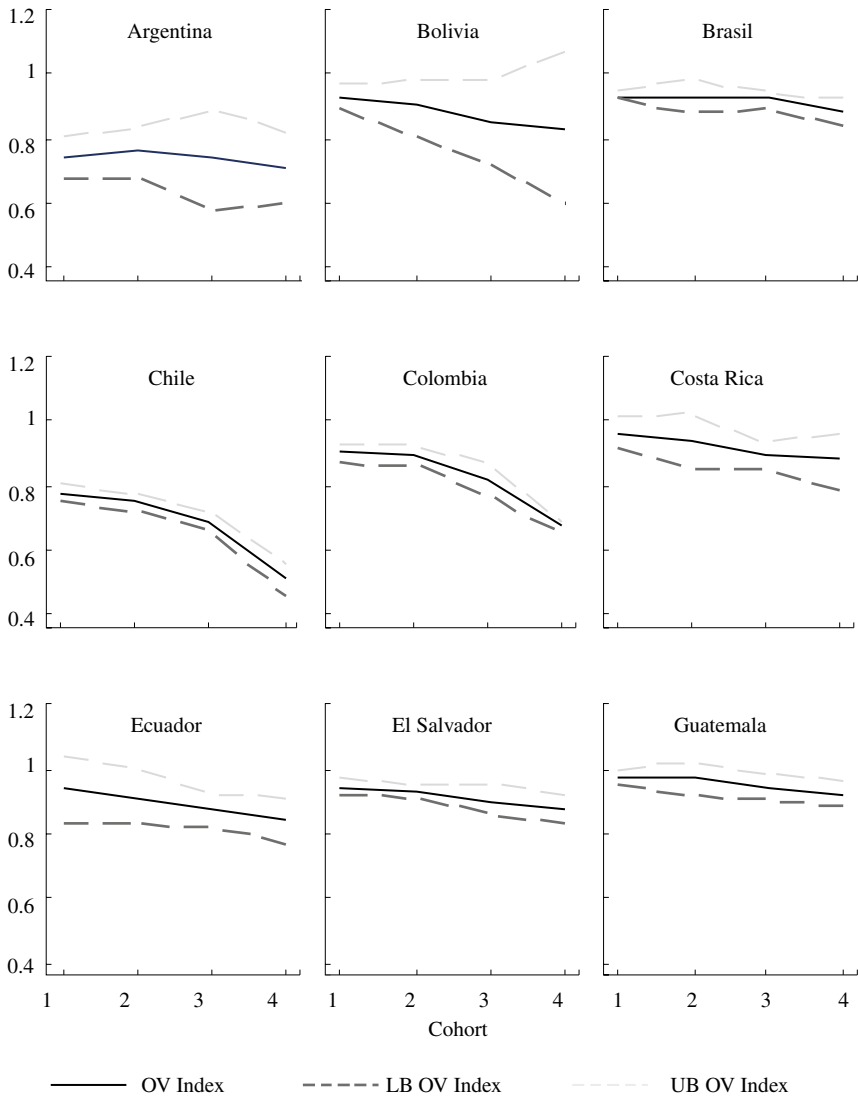 1.2
1
0.8
0.6
0.4
Argentina
Bolivia
Brasil
1.2
1
0.8
0.6
0.4
Chile
Colombia
Costa Rica
1.2
1
0.8
0.6
0.4
Ecuador
El Salvador
Guatemala
1 2 3 4
1 2 3 4
1 2 3 4
Cohort
OV Index LB OV Index UB OV Index